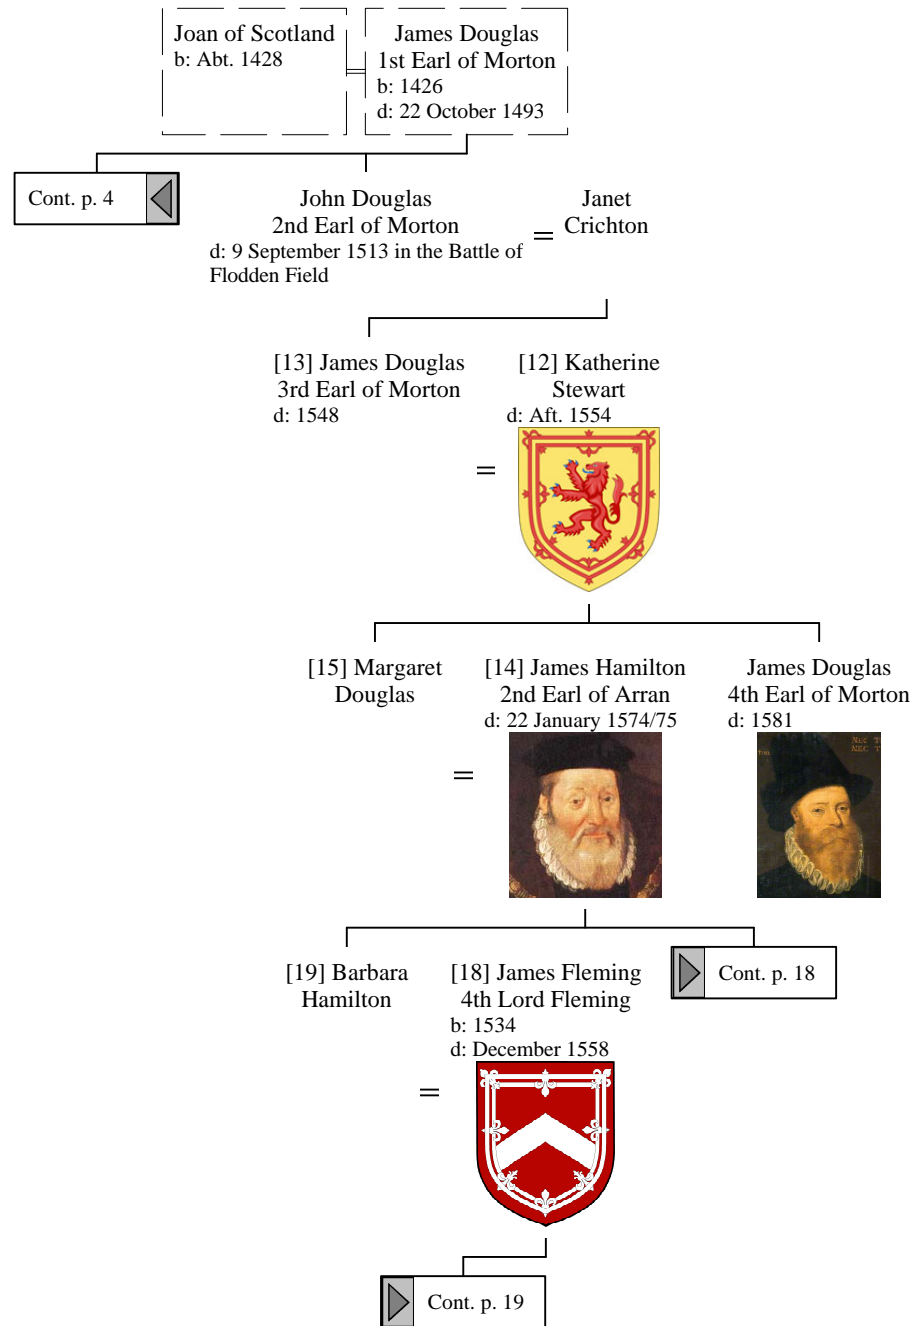 Joan of Scotland
b: Abt. 1428
=
James Douglas
1st Earl of Morton
b: 1426
d: 22 October 1493
Cont. p. 4
John Douglas
2nd Earl of Morton
d: 9 September 1513 in the Battle of
Flodden Field
=
Janet
Crichton
[13] James Douglas
3rd Earl of Morton
d: 1548
=
[12] Katherine
Stewart
d: Aft. 1554
[15] Margaret
Douglas
=
[14] James Hamilton
2nd Earl of Arran
d: 22 January 1574/75
James Douglas
4th Earl of Morton
d: 1581
NEC T
NEC T
[19] Barbara
Hamilton
=
[18] James Fleming
4th Lord Fleming
b: 1534
d: December 1558
Cont. p. 18
Cont. p. 19